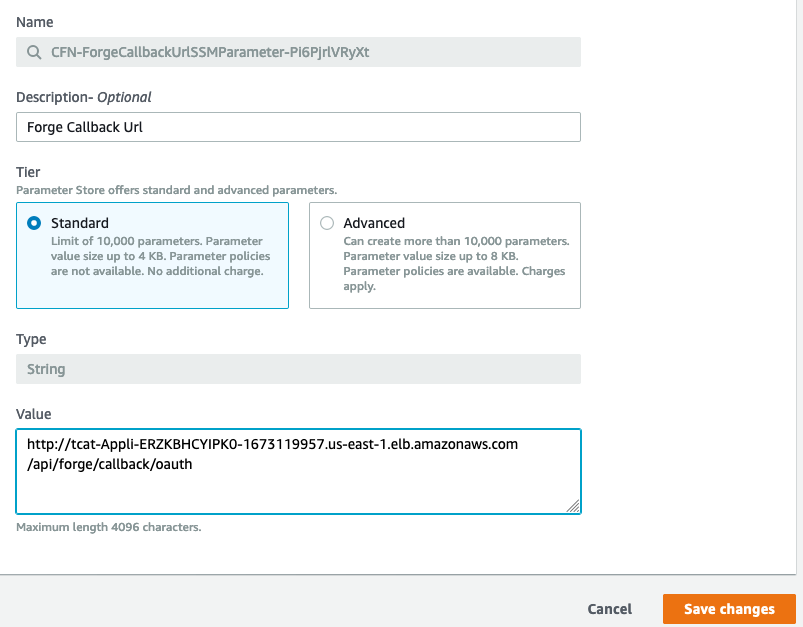 Name
CFN-ForgeCallbackUrlSSMParameter-Pi6PjrlVRyXt
Description- Optional
Forge Callback Url
Tier
Parameter Store offers standard and advanced parameters.
Standard
Limit of 10,000 parameters. Parameter
value size up to 4 KB. Parameter policies
are not available. No additional charge.
Advanced
Can create more than 10,000 parameters.
Parameter value size up to 8 KB.
Parameter policies are available. Charges
apply.
Type
String
Value
http://tcat-Appli-ERZKBHCYIPK0-1673119957.us-east-1.elb.amazonaws.com
/api/forge/callback/oauth
Maximum length 4096 characters.
Cancel
Save changes